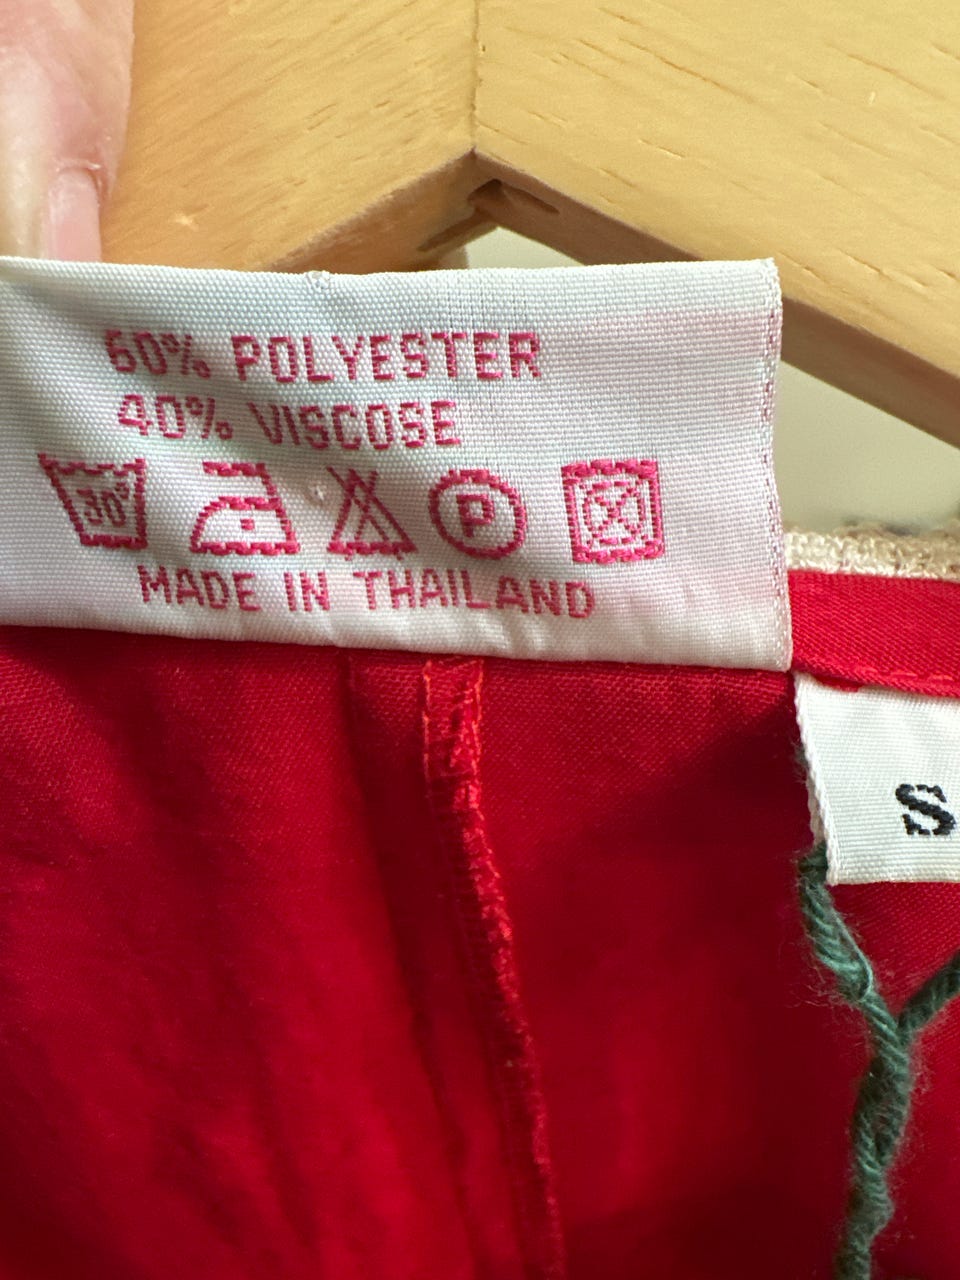 60% POLYESTER
40% VISCOSE
30° P
MADE IN THAILAND
S